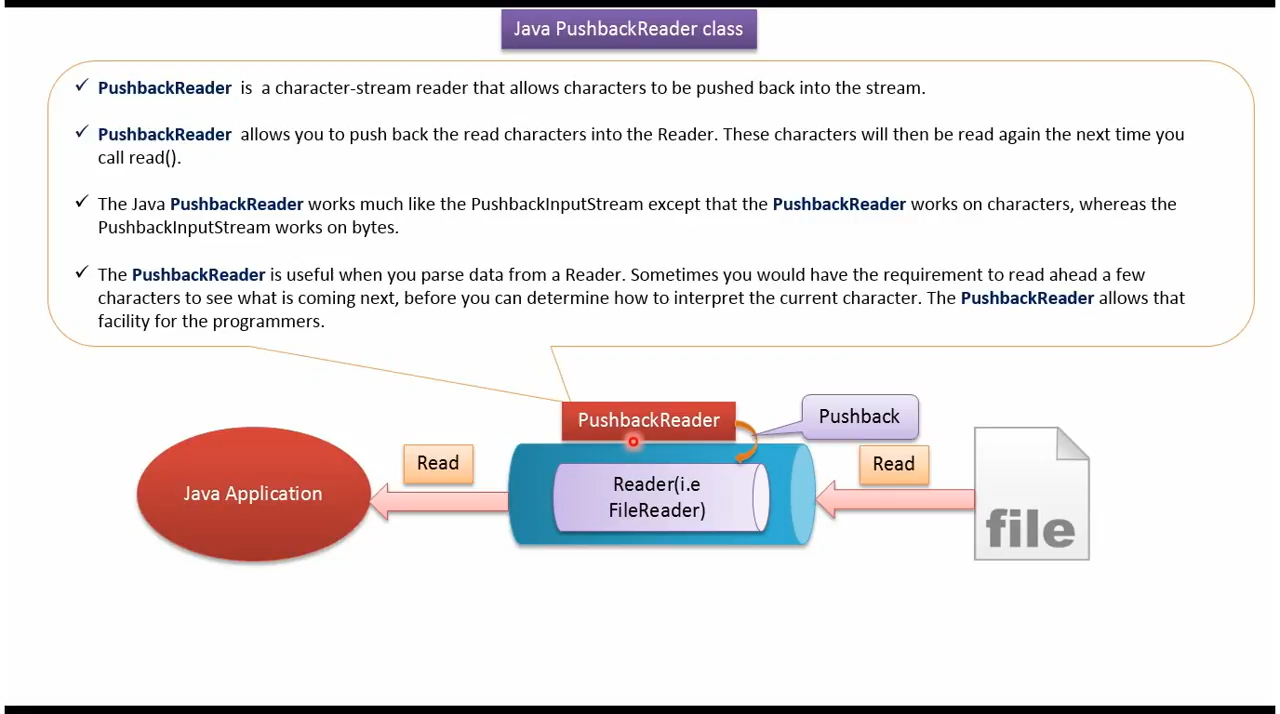 Java PushbackReader class
PushbackReader is a character-stream reader that allows characters to be pushed back into the stream.
PushbackReader allows you to push back the read characters into the Reader. These characters will then be read again the next time you
call read().
The Java PushbackReader works much like the PushbackInputStream except that the PushbackReader works on characters, whereas the
PushbackInputStream works on bytes.
The PushbackReader is useful when you parse data from a Reader. Sometimes you would have the requirement to read ahead a few
characters to see what is coming next, before you can determine how to interpret the current character. The PushbackReader allows that
facility for the programmers.
PushbackReader
Pushback
Java Application
Read
Reader(i.e
FileReader)
Read
file